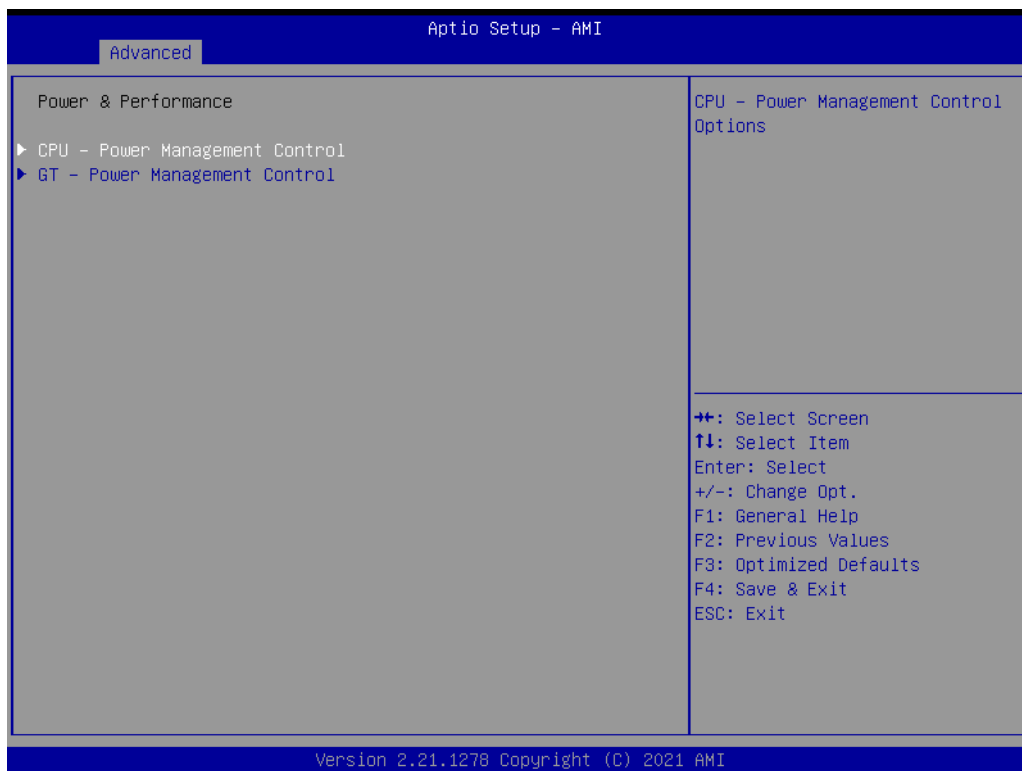 Aptio Setup – AMI
Advanced
Power & Performance
▶ CPU – Power Management Control
▶ GT – Power Management Control
CPU – Power Management Control
Options
→←: Select Screen
↑↓: Select Item
Enter: Select
+/-: Change Opt.
F1: General Help
F2: Previous Values
F3: Optimized Defaults
F4: Save & Exit
ESC: Exit
Version 2.21.1278 Copyright (C) 2021 AMI